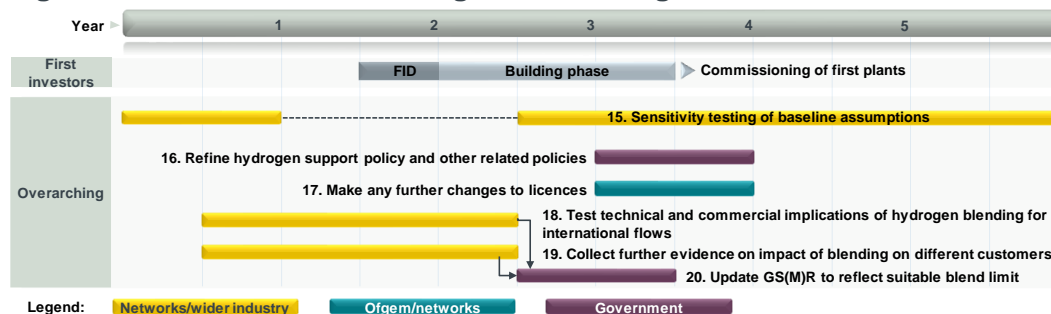 Year 1 2 3 4 5
First
investors
FID Building phase Commissioning of first plants
Overarching
15. Sensitivity testing of baseline assumptions
16. Refine hydrogen support policy and other related policies
17. Make any further changes to licences
18. Test technical and commercial implications of hydrogen blending for
international flows
19. Collect further evidence on impact of blending on different customers
20. Update GS(M)R to reflect suitable blend limit
Legend: Networks/wider industry Ofgem/networks Government